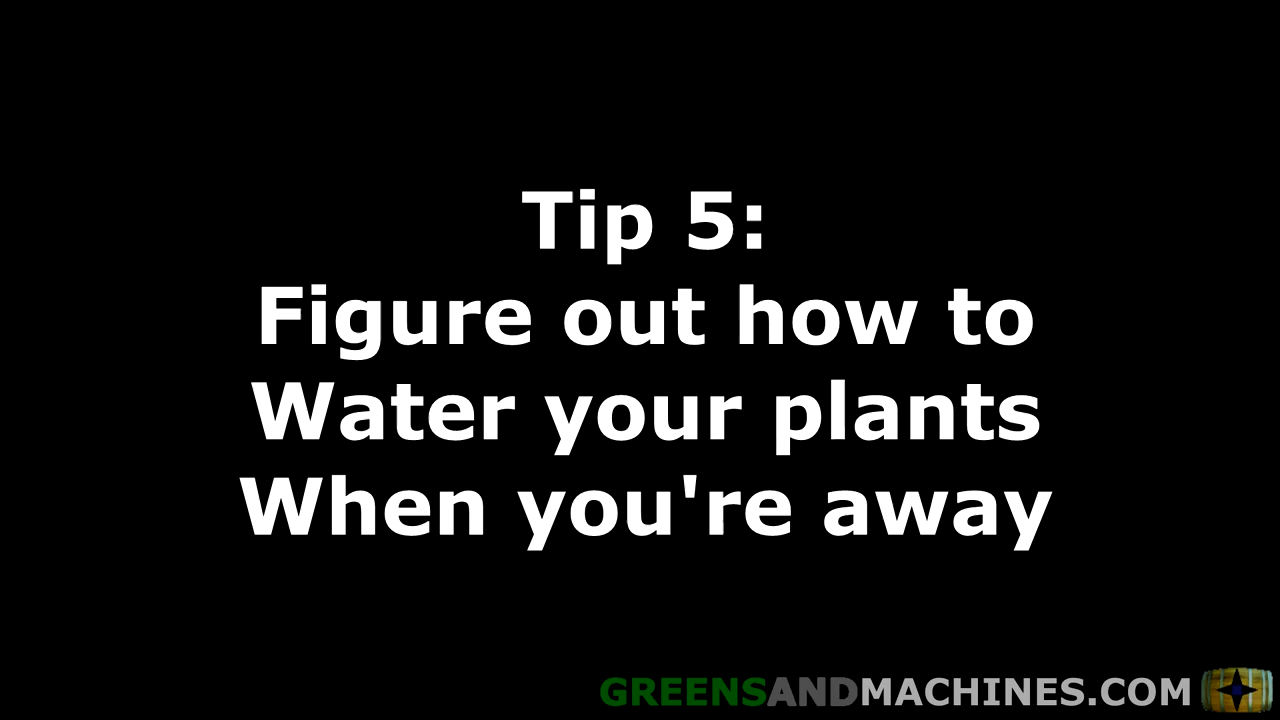 Tip 5:
Figure out how to
Water your plants
When you're away
GREENSANDMACHINES.COM